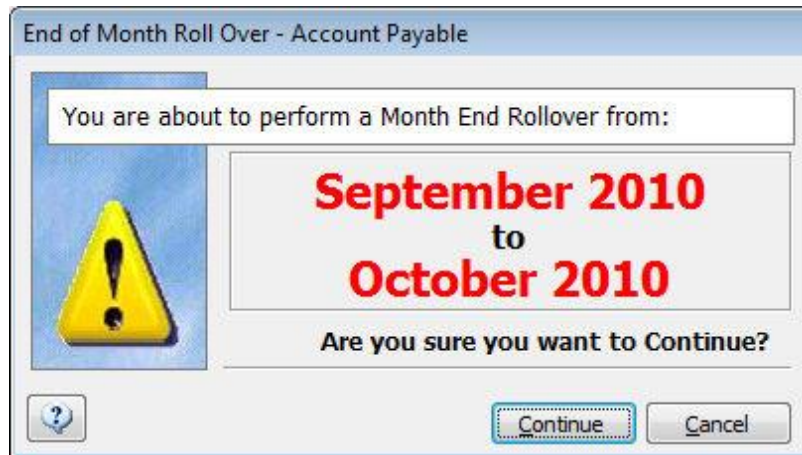 End of Month Roll Over - Account Payable
You are about to perform a Month End Rollover from:
September 2010
to
October 2010
Are you sure you want to Continue?
Continue
Cancel